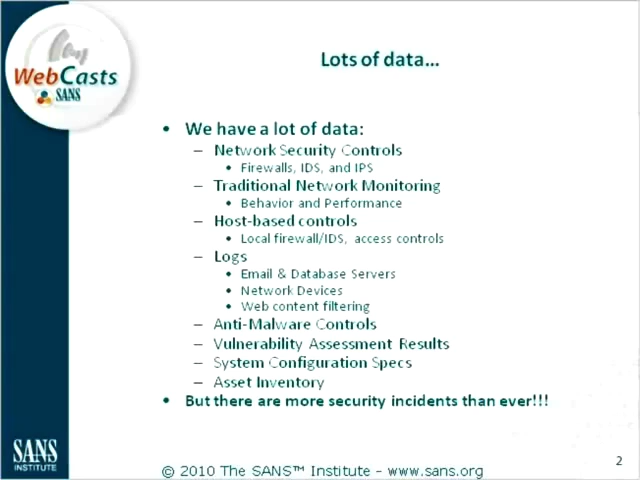 WebCasts
SANS
Lots of data...
• We have a lot of data:
– Network Security Controls
• Firewalls, IDS, and IPS
– Traditional Network Monitoring
• Behavior and Performance
– Host-based controls
• Local firewall/IDS, access controls
– Logs
• Email & Database Servers
• Network Devices
• Web content filtering
– Anti-Malware Controls
– Vulnerability Assessment Results
– System Configuration Specs
– Asset Inventory
• But there are more security incidents than ever!!!
SANS
INSTITUTE
© 2010 The SANS™ Institute - www.sans.org
2